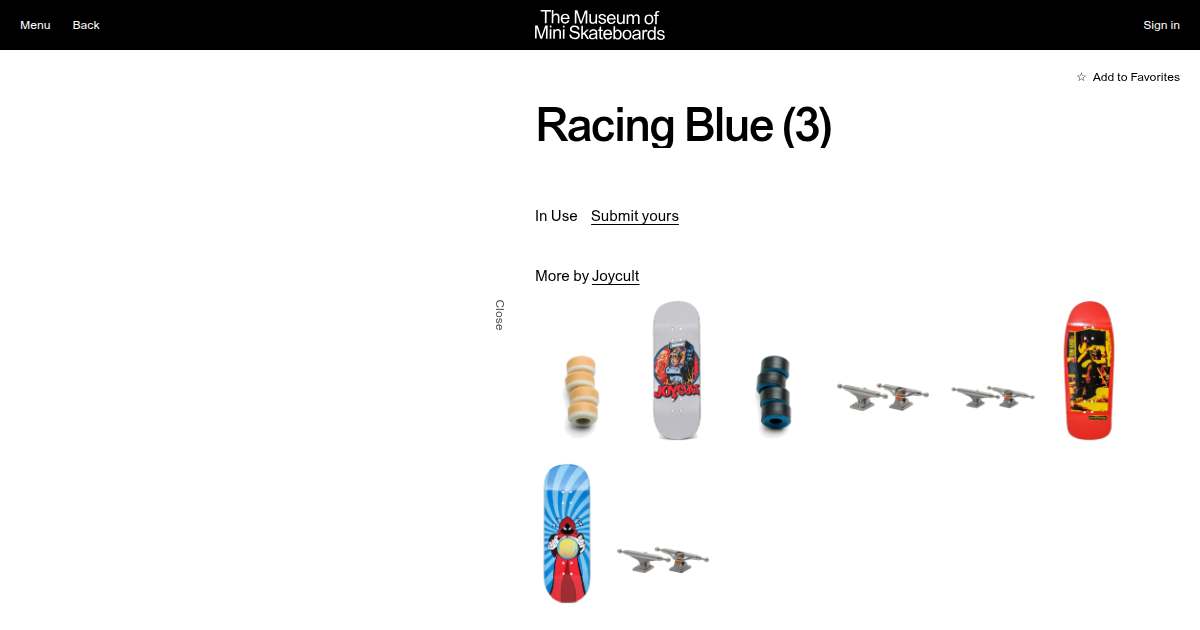 Menu
Back
The Museum of
Mini Skateboards
Sign in
☆ Add to Favorites
Racing Blue (3)
In Use
Submit yours
More by Joycult
Close
JOYCULT